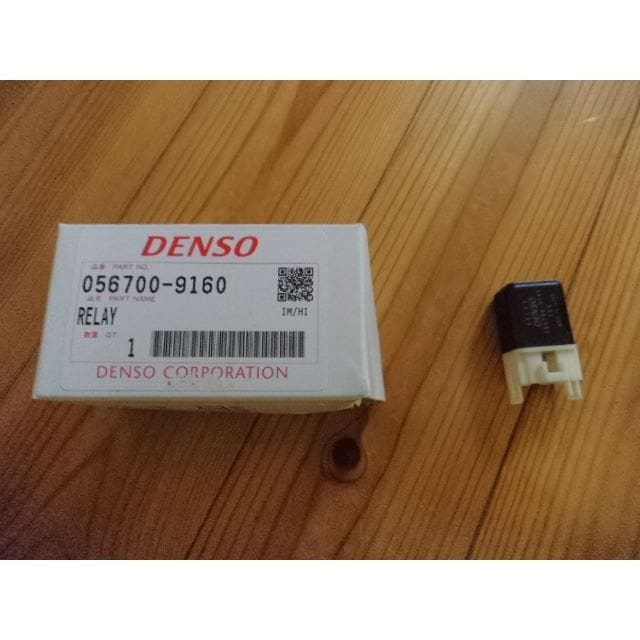 DENSO
品番 PART NO.
056700-9160
品名 PART NAME
RELAY
IM/HI
数量 QT
1
DENSO CORPORATION
DENSO